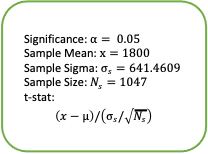 Significance: α = 0.05
Sample Mean: x = 1800
Sample Sigma: σₛ = 641.4609
Sample Size: Nₛ = 1047
t-stat:
(x − μ)/(σₛ/√Nₛ)